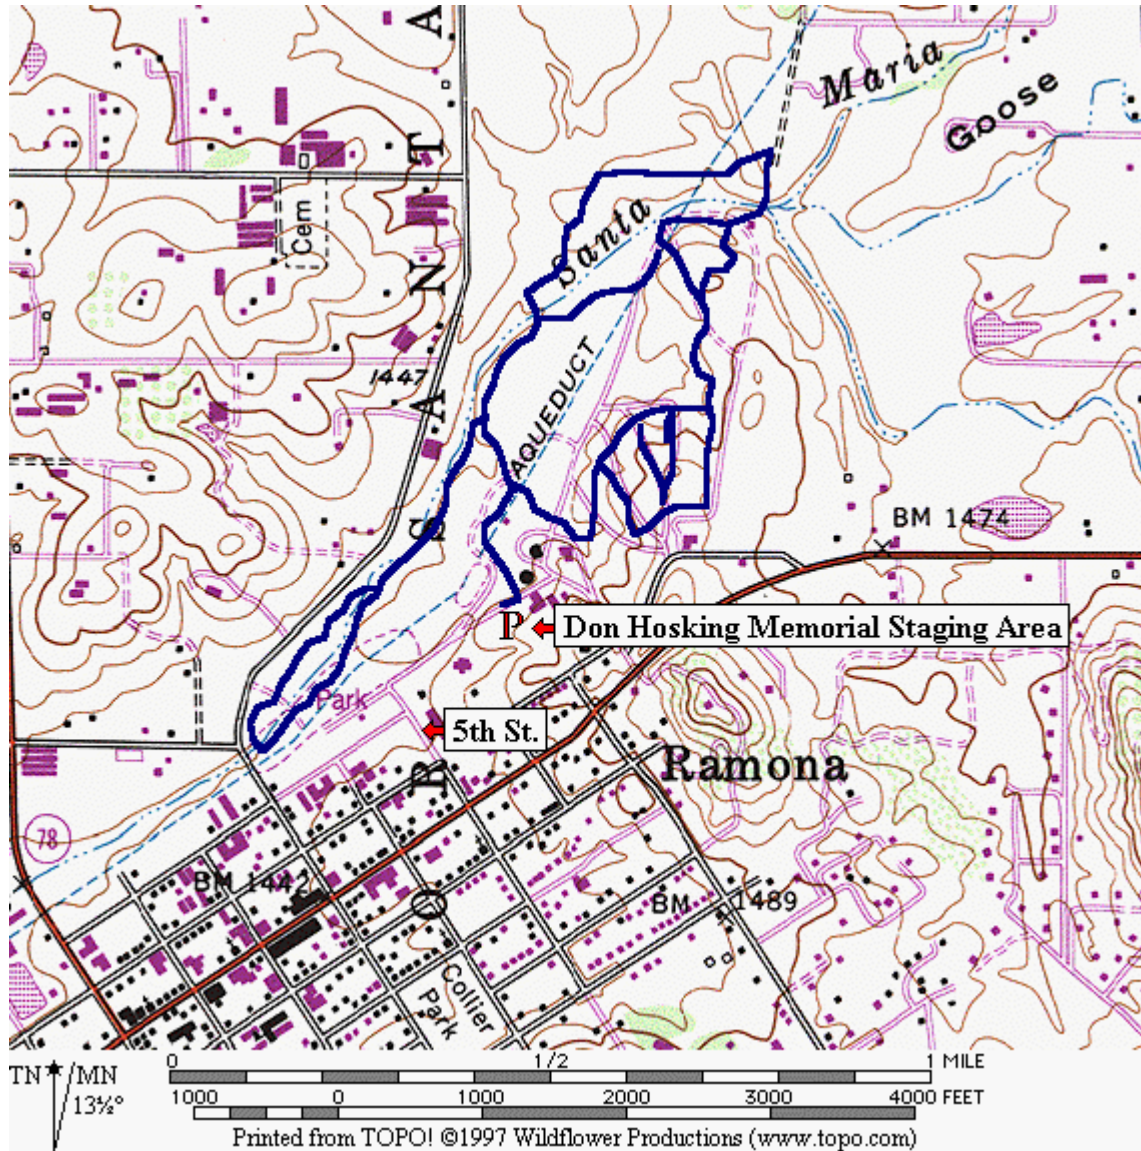 Maria
Goose
Santa
SANTA
Cem
1447
AQUEDUCT
BM 1474
P
Don Hosking Memorial Staging Area
Park
5th St.
Ramona
RO
78
BM 1442
BM 1489
Collier
Park
0 1/2 1 MILE
TN MN
13½°
1000 0 1000 2000 3000 4000 FEET
Printed from TOPO! ©1997 Wildflower Productions (www.topo.com)